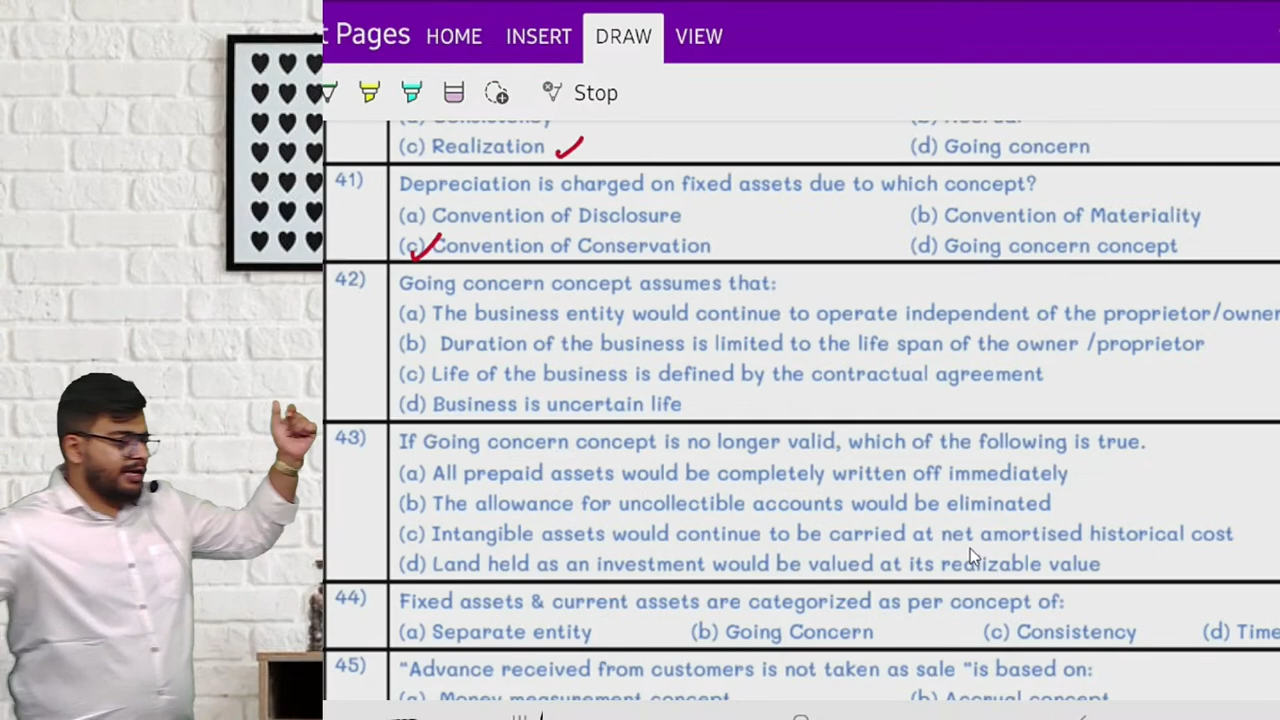 t Pages HOME INSERT DRAW VIEW
Stop
(c) Realization (d) Going concern
41) Depreciation is charged on fixed assets due to which concept?
(a) Convention of Disclosure (b) Convention of Materiality
(c) Convention of Conservation (d) Going concern concept
42) Going concern concept assumes that:
(a) The business entity would continue to operate independent of the proprietor/owner
(b) Duration of the business is limited to the life span of the owner /proprietor
(c) Life of the business is defined by the contractual agreement
(d) Business is uncertain life
43) If Going concern concept is no longer valid, which of the following is true.
(a) All prepaid assets would be completely written off immediately
(b) The allowance for uncollectible accounts would be eliminated
(c) Intangible assets would continue to be carried at net amortised historical cost
(d) Land held as an investment would be valued at its realizable value
44) Fixed assets & current assets are categorized as per concept of:
(a) Separate entity (b) Going Concern (c) Consistency (d) Time
45) “Advance received from customers is not taken as sale “is based on:
(a) Money measurement concept (b) Accrual concept